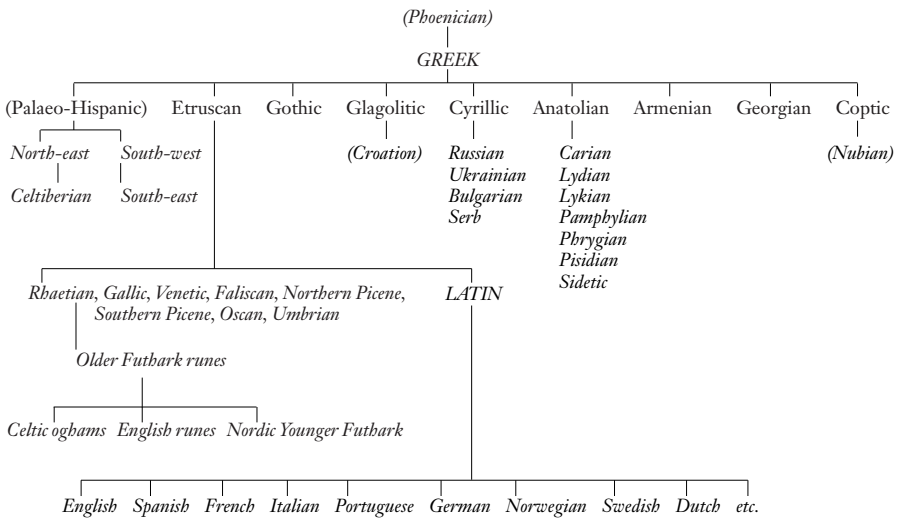 (Phoenician)
GREEK
(Palaeo-Hispanic) Etruscan Gothic Glagolitic Cyrillic Anatolian Armenian Georgian Coptic
North-east South-west (Croation) Russian Carian (Nubian)
Ukrainian Lydian
Celtiberian South-east Bulgarian Lykian
Serb Pamphylian
Phrygian
Pisidian
Sidetic
Rhaetian, Gallic, Venetic, Faliscan, Northern Picene, LATIN
Southern Picene, Oscan, Umbrian
Older Futhark runes
Celtic oghams English runes Nordic Younger Futhark
English Spanish French Italian Portuguese German Norwegian Swedish Dutch etc.